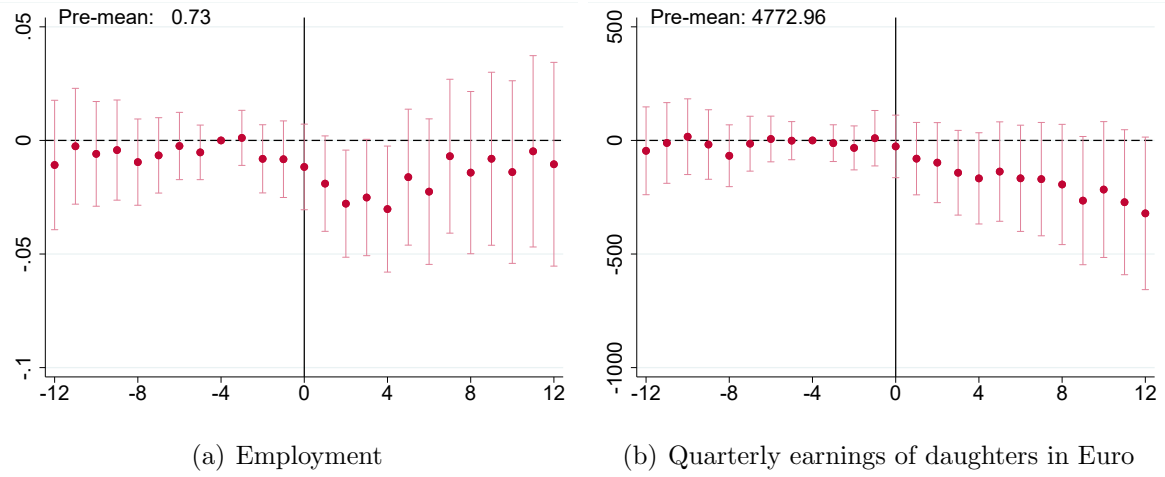 Pre-mean: 0.73
.05
0
-.05
-.1
-12 -8 -4 0 4 8 12
(a) Employment
Pre-mean: 4772.96
500
0
-500
-1000
-12 -8 -4 0 4 8 12
(b) Quarterly earnings of daughters in Euro